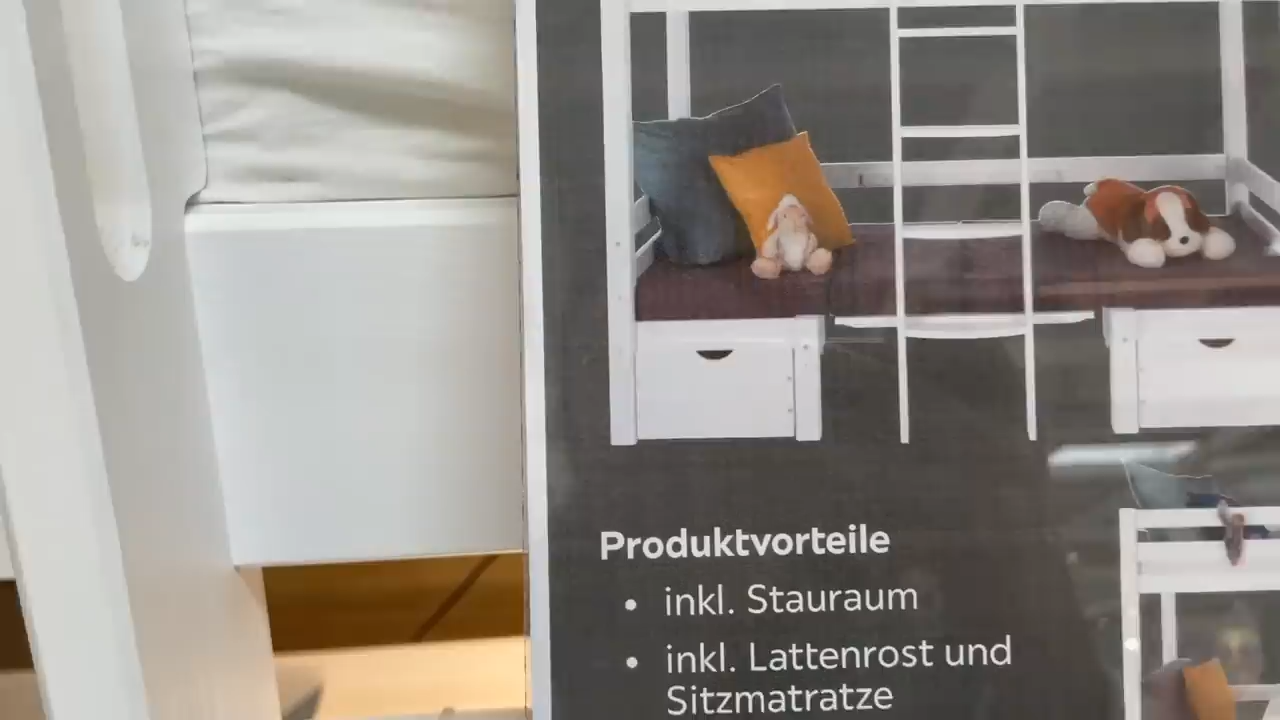 Produktvorteile
• inkl. Stauraum
• inkl. Lattenrost und
Sitzmatratze